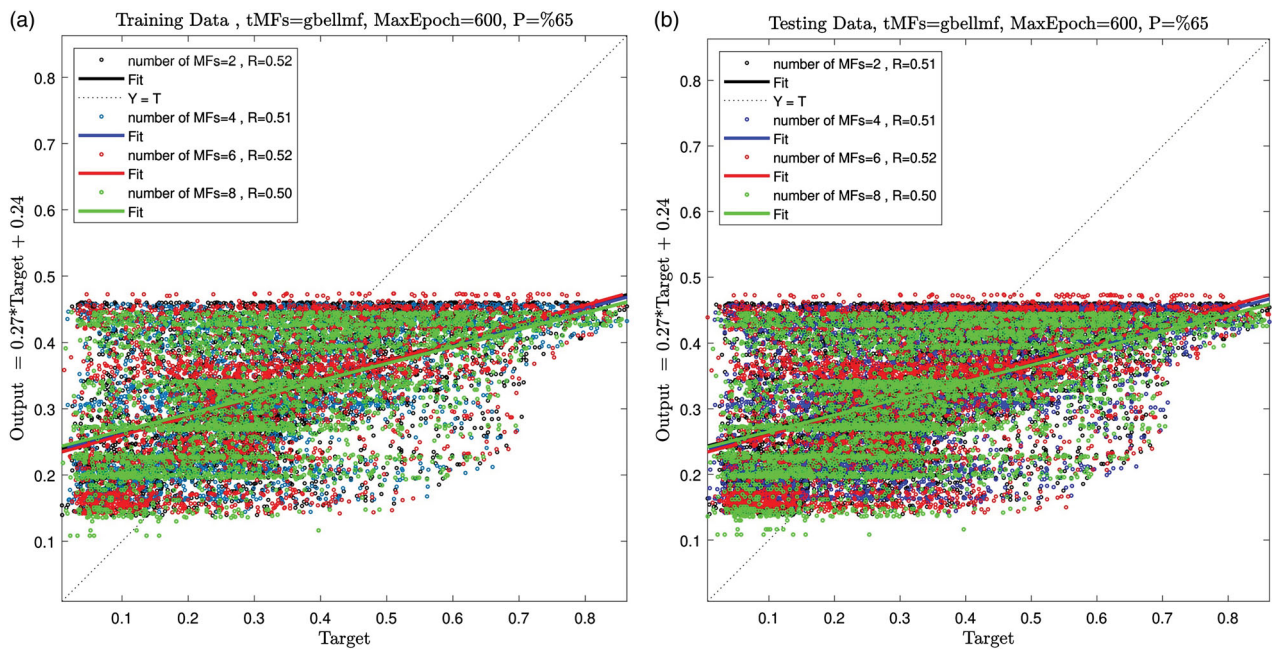 (a)
Training Data , tMFs=gbellmf, MaxEpoch=600, P=%65
number of MFs=2 , R=0.52
Fit
Y = T
number of MFs=4 , R=0.51
Fit
number of MFs=6 , R=0.52
Fit
number of MFs=8 , R=0.50
Fit
Output = 0.27*Target + 0.24
0.8
0.7
0.6
0.5
0.4
0.3
0.2
0.1
0.1 0.2 0.3 0.4 0.5 0.6 0.7 0.8
Target
(b)
Testing Data, tMFs=gbellmf, MaxEpoch=600, P=%65
number of MFs=2 , R=0.51
Fit
Y = T
number of MFs=4 , R=0.51
Fit
number of MFs=6 , R=0.52
Fit
number of MFs=8 , R=0.50
Fit
Output = 0.27*Target + 0.24
0.8
0.7
0.6
0.5
0.4
0.3
0.2
0.1
0.1 0.2 0.3 0.4 0.5 0.6 0.7 0.8
Target